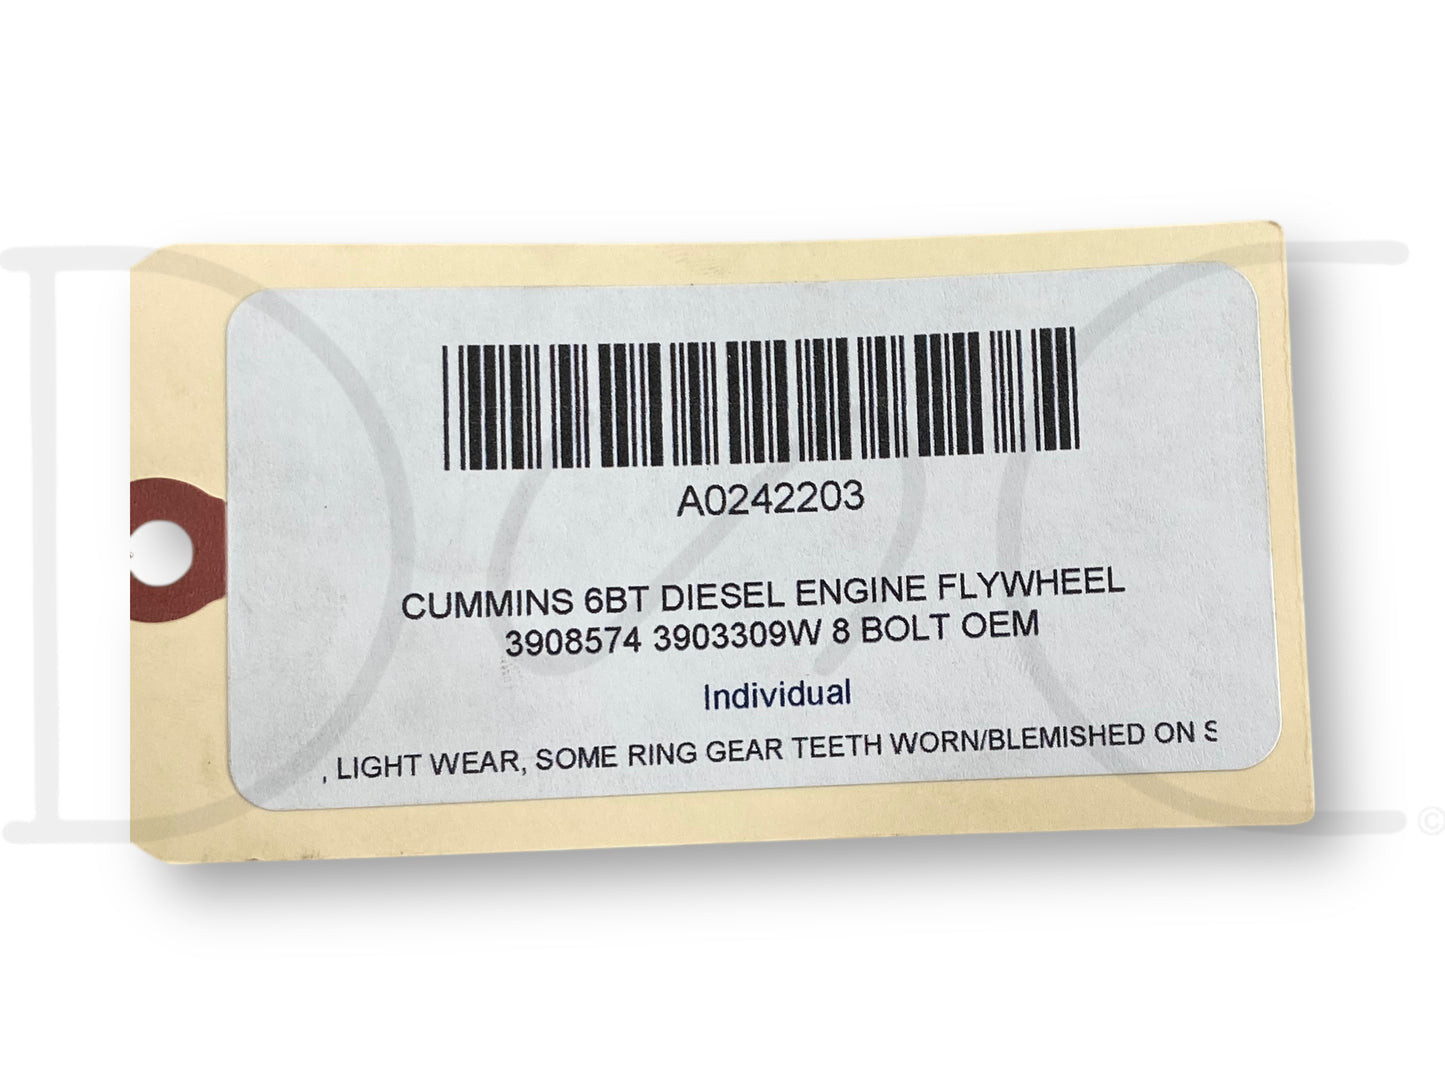 A0242203
CUMMINS 6BT DIESEL ENGINE FLYWHEEL
3908574 3903309W 8 BOLT OEM
Individual
, LIGHT WEAR, SOME RING GEAR TEETH WORN/BLEMISHED ON S
©